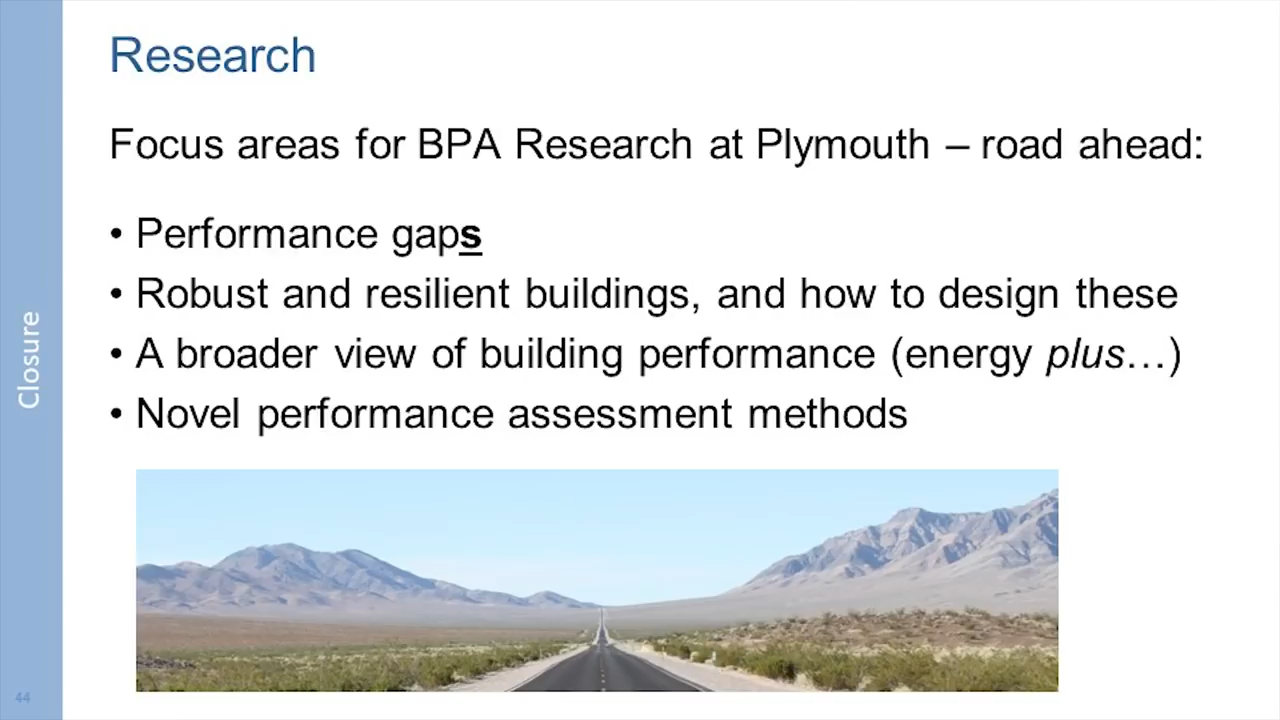 Research
Focus areas for BPA Research at Plymouth – road ahead:
• Performance gaps
• Robust and resilient buildings, and how to design these
• A broader view of building performance (energy plus…)
• Novel performance assessment methods
Closure
44